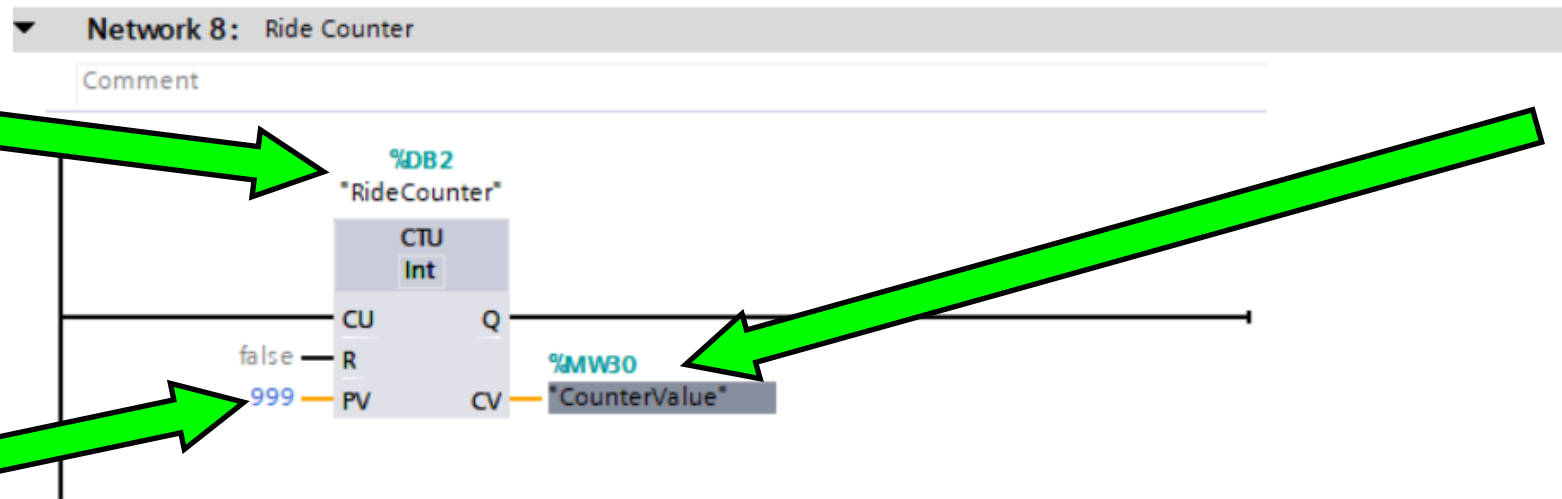 Network 8: Ride Counter
Comment
%DB2
"RideCounter"
CTU
Int
CU Q
false R %MW30
999 PV CV "CounterValue"